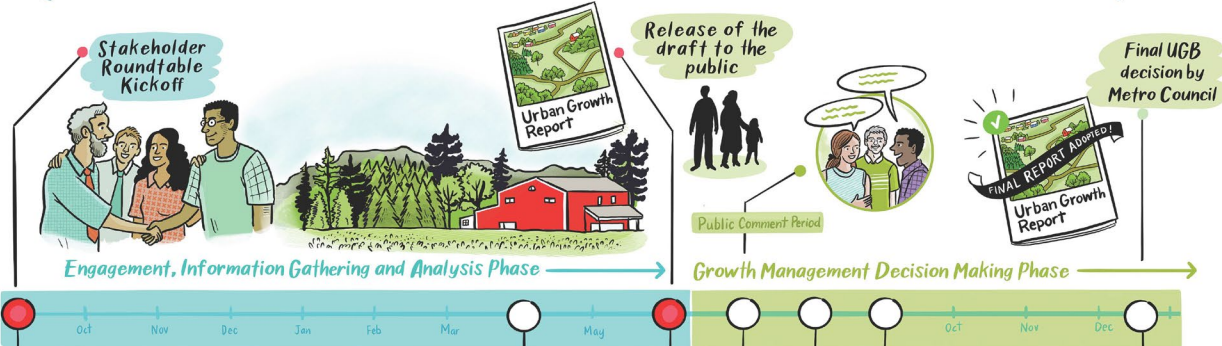 Stakeholder
Roundtable
Kickoff
Urban Growth
Report
Release of the
draft to the
public
Public Comment Period
FINAL REPORT ADOPTED!
Urban Growth
Report
Final UGB
decision by
Metro Council
Engagement, Information Gathering and Analysis Phase
Growth Management Decision Making Phase
Oct
Nov
Dec
Jan
Feb
Mar
May
Oct
Nov
Dec